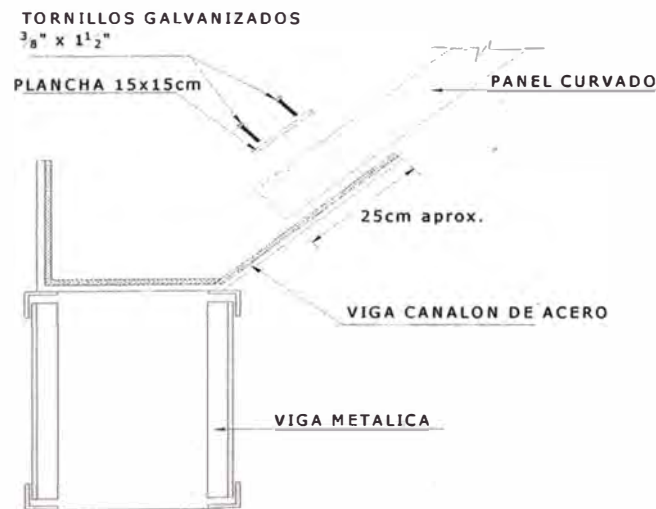 TORNILLOS GALVANIZADOS
3/8" x 1 1/2"
PLANCHA 15x15cm
PANEL CURVADO
25cm aprox.
VIGA CANALON DE ACERO
VIGA METALICA